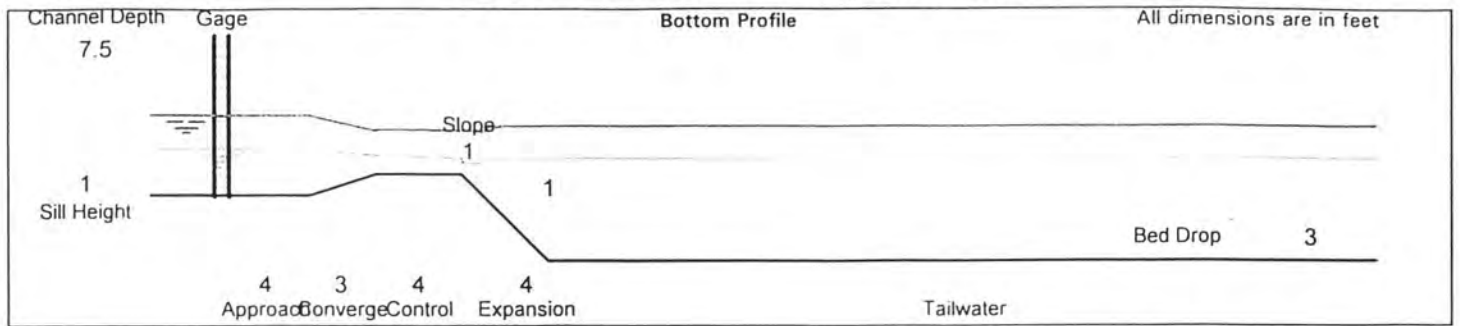 Channel Depth Gage Bottom Profile All dimensions are in feet
7.5
Slope
1
1 1
Sill Height
Bed Drop 3
4 3 4 4
Approach Converge Control Expansion Tailwater